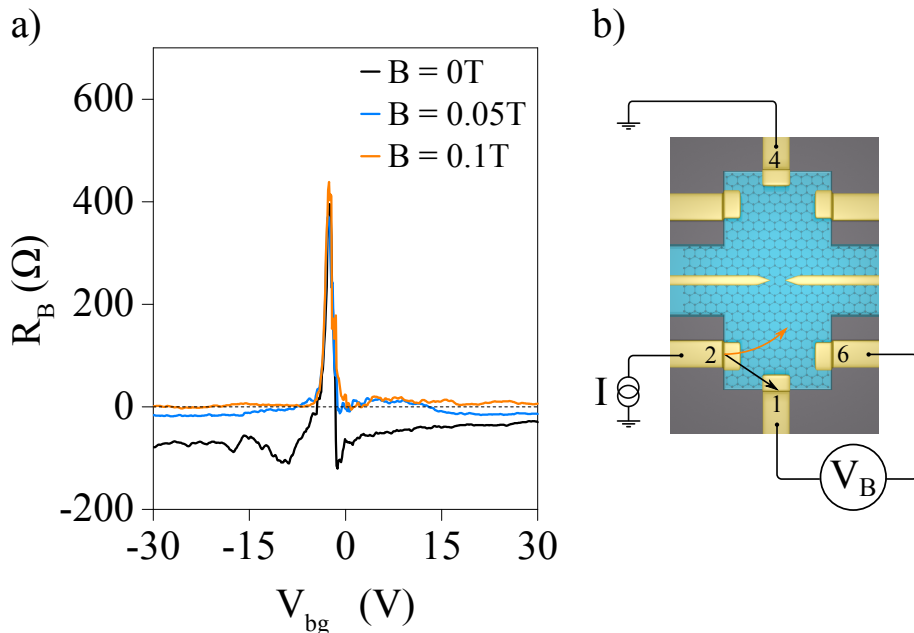 a)
600
400
200
0
-200
R_B (Ω)
B = 0T
B = 0.05T
B = 0.1T
-30
-15
0
15
30
V_bg (V)
b)
4
2
6
1
I
V_B